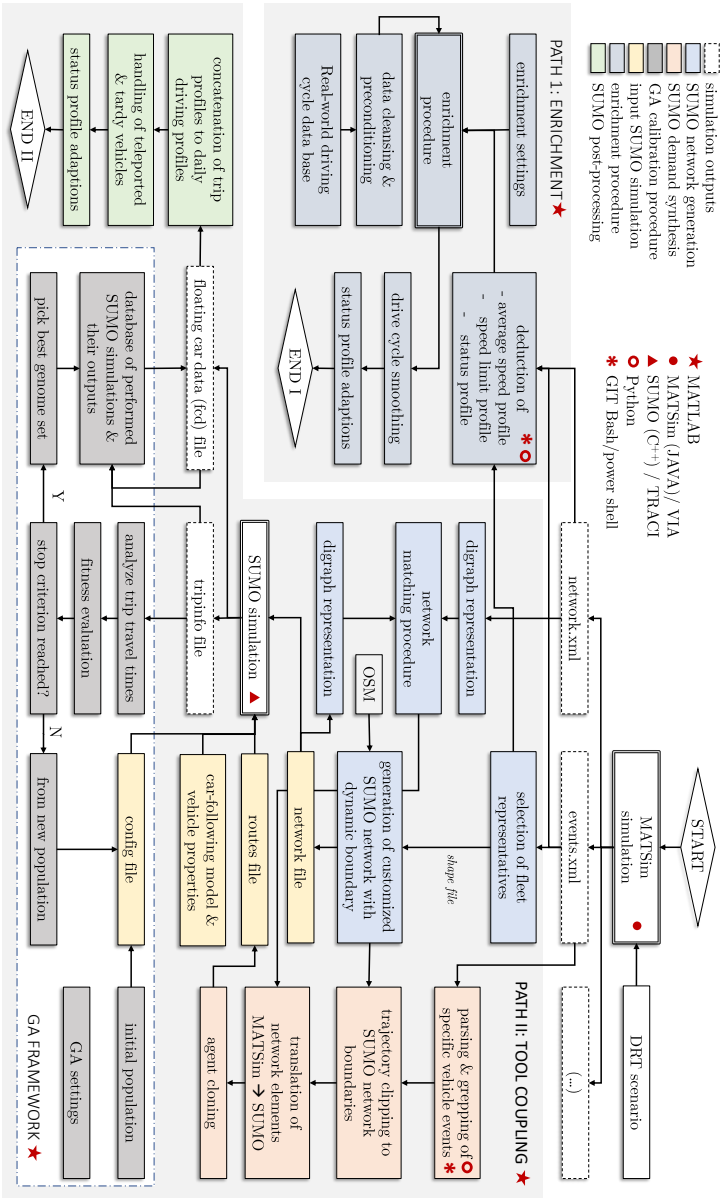 simulation outputs
SUMO network generation
SUMO demand synthesis
GA calibration procedure
input SUMO simulation
enrichment procedure
SUMO post-processing
MATLAB
MATSim (JAVA)/ VIA
SUMO (C++) / TRACI
Python
GIT Bash/power shell
START
MATSim
simulation
DRT scenario
network.xml
events.xml
(...)
PATH 1: ENRICHMENT
enrichment settings
deduction of
- average speed profile
- speed limit profile
- status profile
enrichment
procedure
data cleansing &
preconditioning
Real-world driving
cycle data base
drive cycle smoothing
status profile adaptions
END I
PATH II: TOOL COUPLING
digraph representation
network
matching procedure
digraph representation
OSM
selection of fleet
representatives
shape file
generation of customized
SUMO network with
dynamic boundary
network file
routes file
car-following model &
vehicle properties
parsing & grepping of
specific vehicle events
trajectory clipping to
SUMO network
boundaries
translation of
network elements
MATSim → SUMO
agent cloning
SUMO simulation
tripinfo file
floating car data (fcd) file
concatenation of trip
profiles to daily
driving profiles
handling of teleported
& tardy vehicles
status profile adaptions
END II
database of performed
SUMO simulations &
their outputs
pick best genome set
Y
analyze trip travel times
fitness evaluation
stop criterion reached?
N
config file
from new population
initial population
GA settings
GA FRAMEWORK